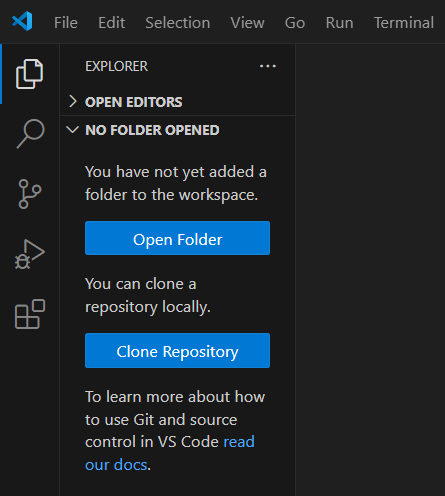 File Edit Selection View Go Run Terminal
EXPLORER
OPEN EDITORS
NO FOLDER OPENED
You have not yet added a
folder to the workspace.
Open Folder
You can clone a
repository locally.
Clone Repository
To learn more about how
to use Git and source
control in VS Code read
our docs.